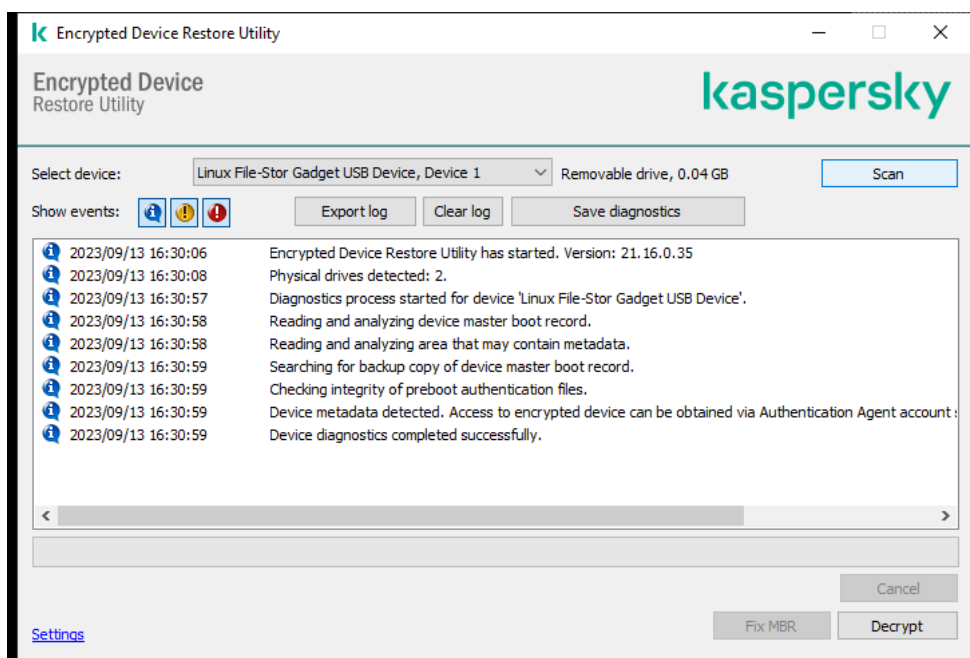 Encrypted Device Restore Utility
Encrypted Device
Restore Utility
kaspersky
Select device: Linux File-Stor Gadget USB Device, Device 1 Removable drive, 0.04 GB Scan
Show events: Export log Clear log Save diagnostics
2023/09/13 16:30:06 Encrypted Device Restore Utility has started. Version: 21.16.0.35
2023/09/13 16:30:08 Physical drives detected: 2.
2023/09/13 16:30:57 Diagnostics process started for device 'Linux File-Stor Gadget USB Device'.
2023/09/13 16:30:58 Reading and analyzing device master boot record.
2023/09/13 16:30:58 Reading and analyzing area that may contain metadata.
2023/09/13 16:30:59 Searching for backup copy of device master boot record.
2023/09/13 16:30:59 Checking integrity of preboot authentication files.
2023/09/13 16:30:59 Device metadata detected. Access to encrypted device can be obtained via Authentication Agent account
2023/09/13 16:30:59 Device diagnostics completed successfully.
Cancel
Settings Fix MBR Decrypt